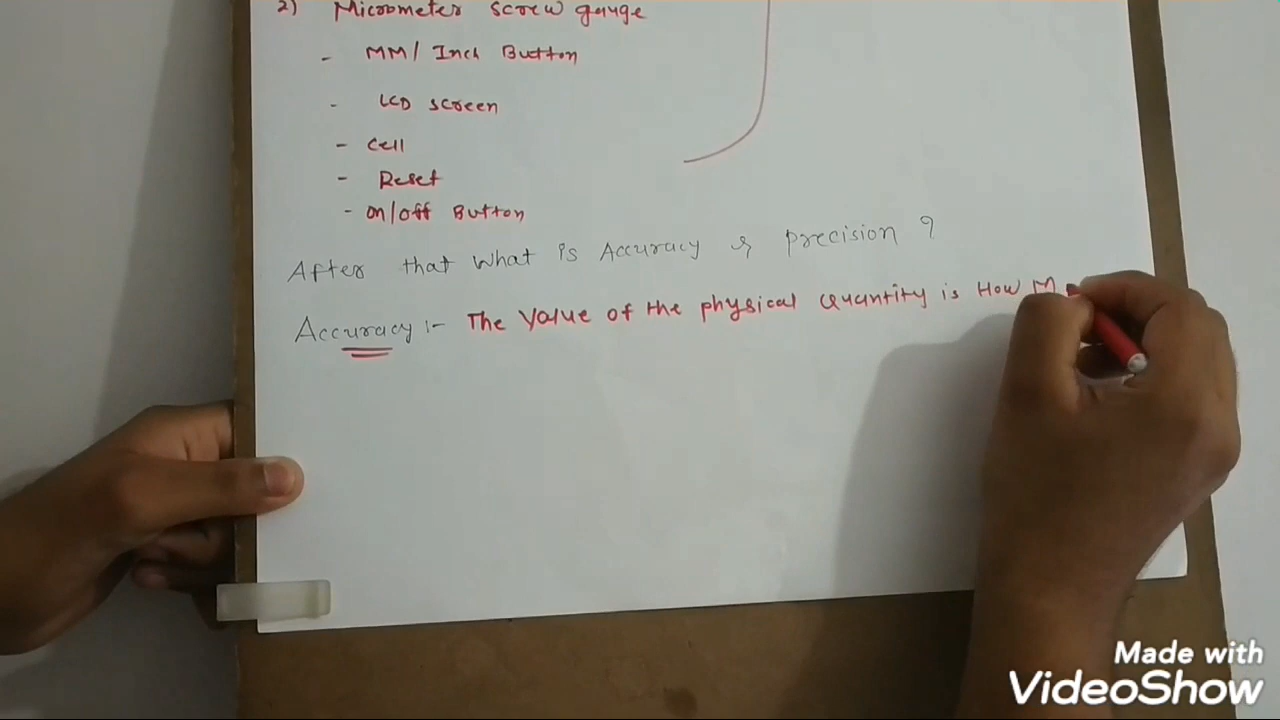 2) Micrometer screw gauge
- MM/Inch Button
- LCD screen
- Cell
- Reset
- on/off Button
After that what is Accuracy & precision ?
Accuracy :- The Value of the physical Quantity is How M
Made with
VideoShow